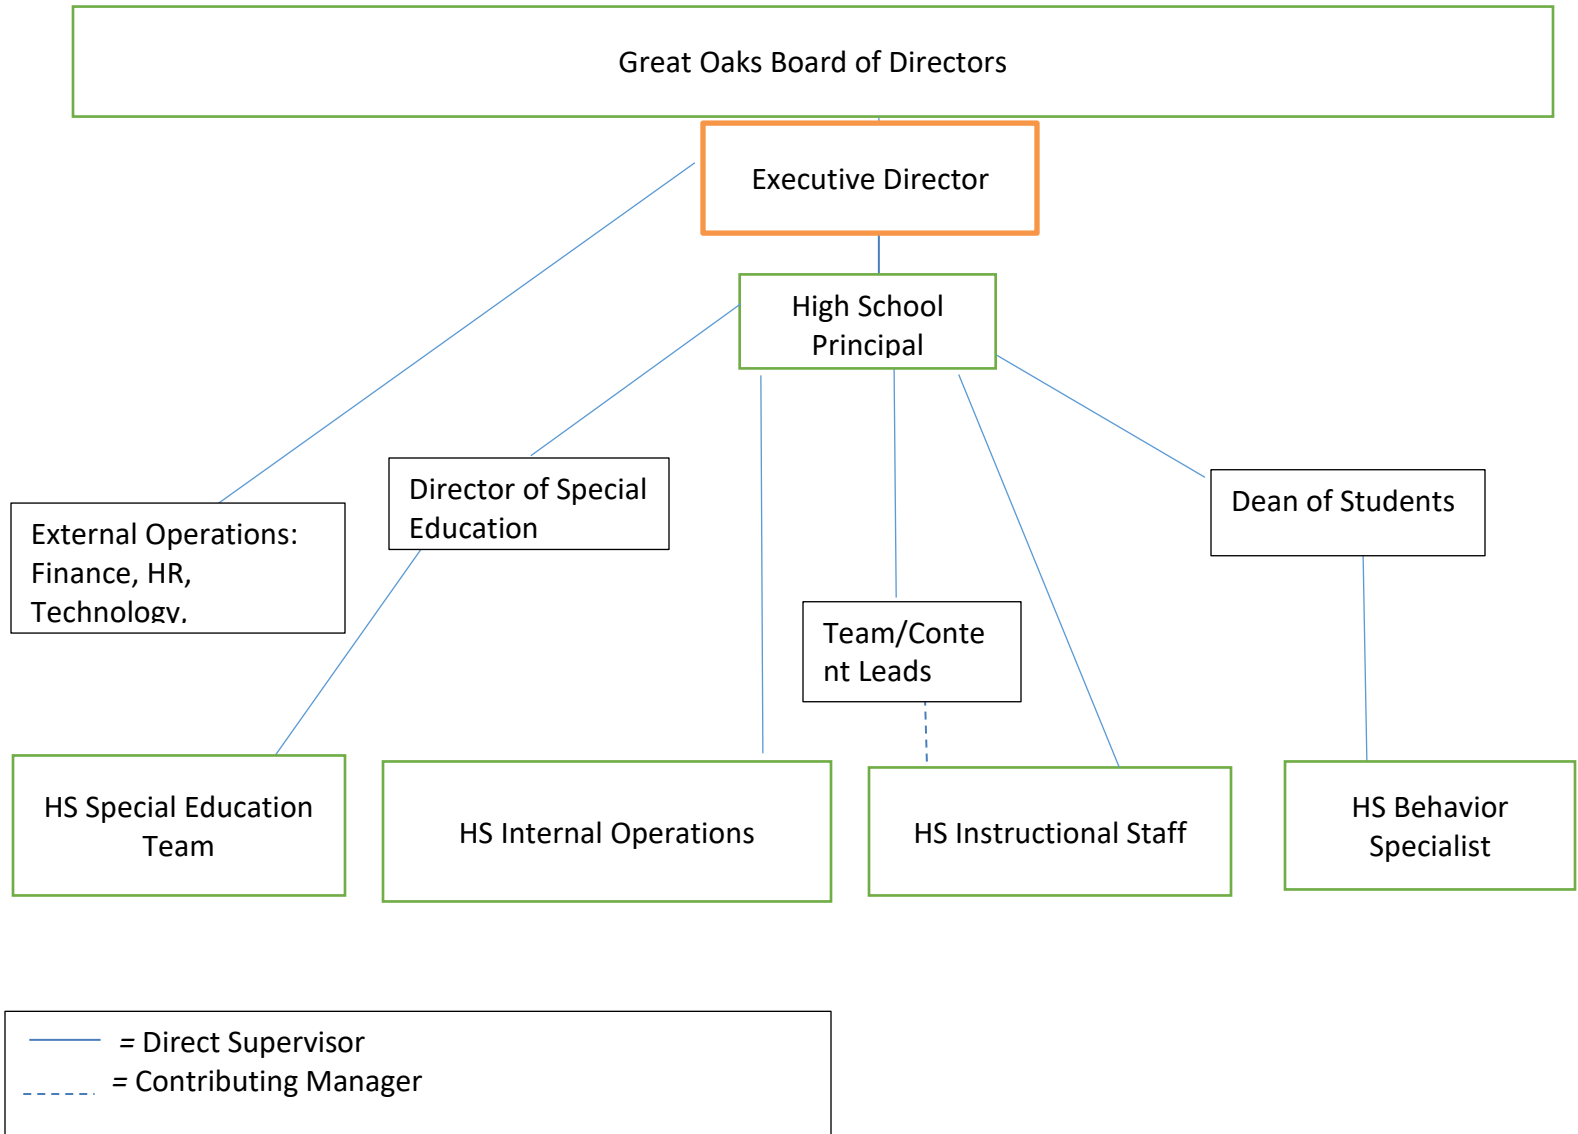 Great Oaks Board of Directors
Executive Director
High School
Principal
Director of Special
Education
Dean of Students
External Operations:
Finance, HR,
Technology,
Team/Conte
nt Leads
HS Special Education
Team
HS Internal Operations
HS Instructional Staff
HS Behavior
Specialist
= Direct Supervisor
= Contributing Manager